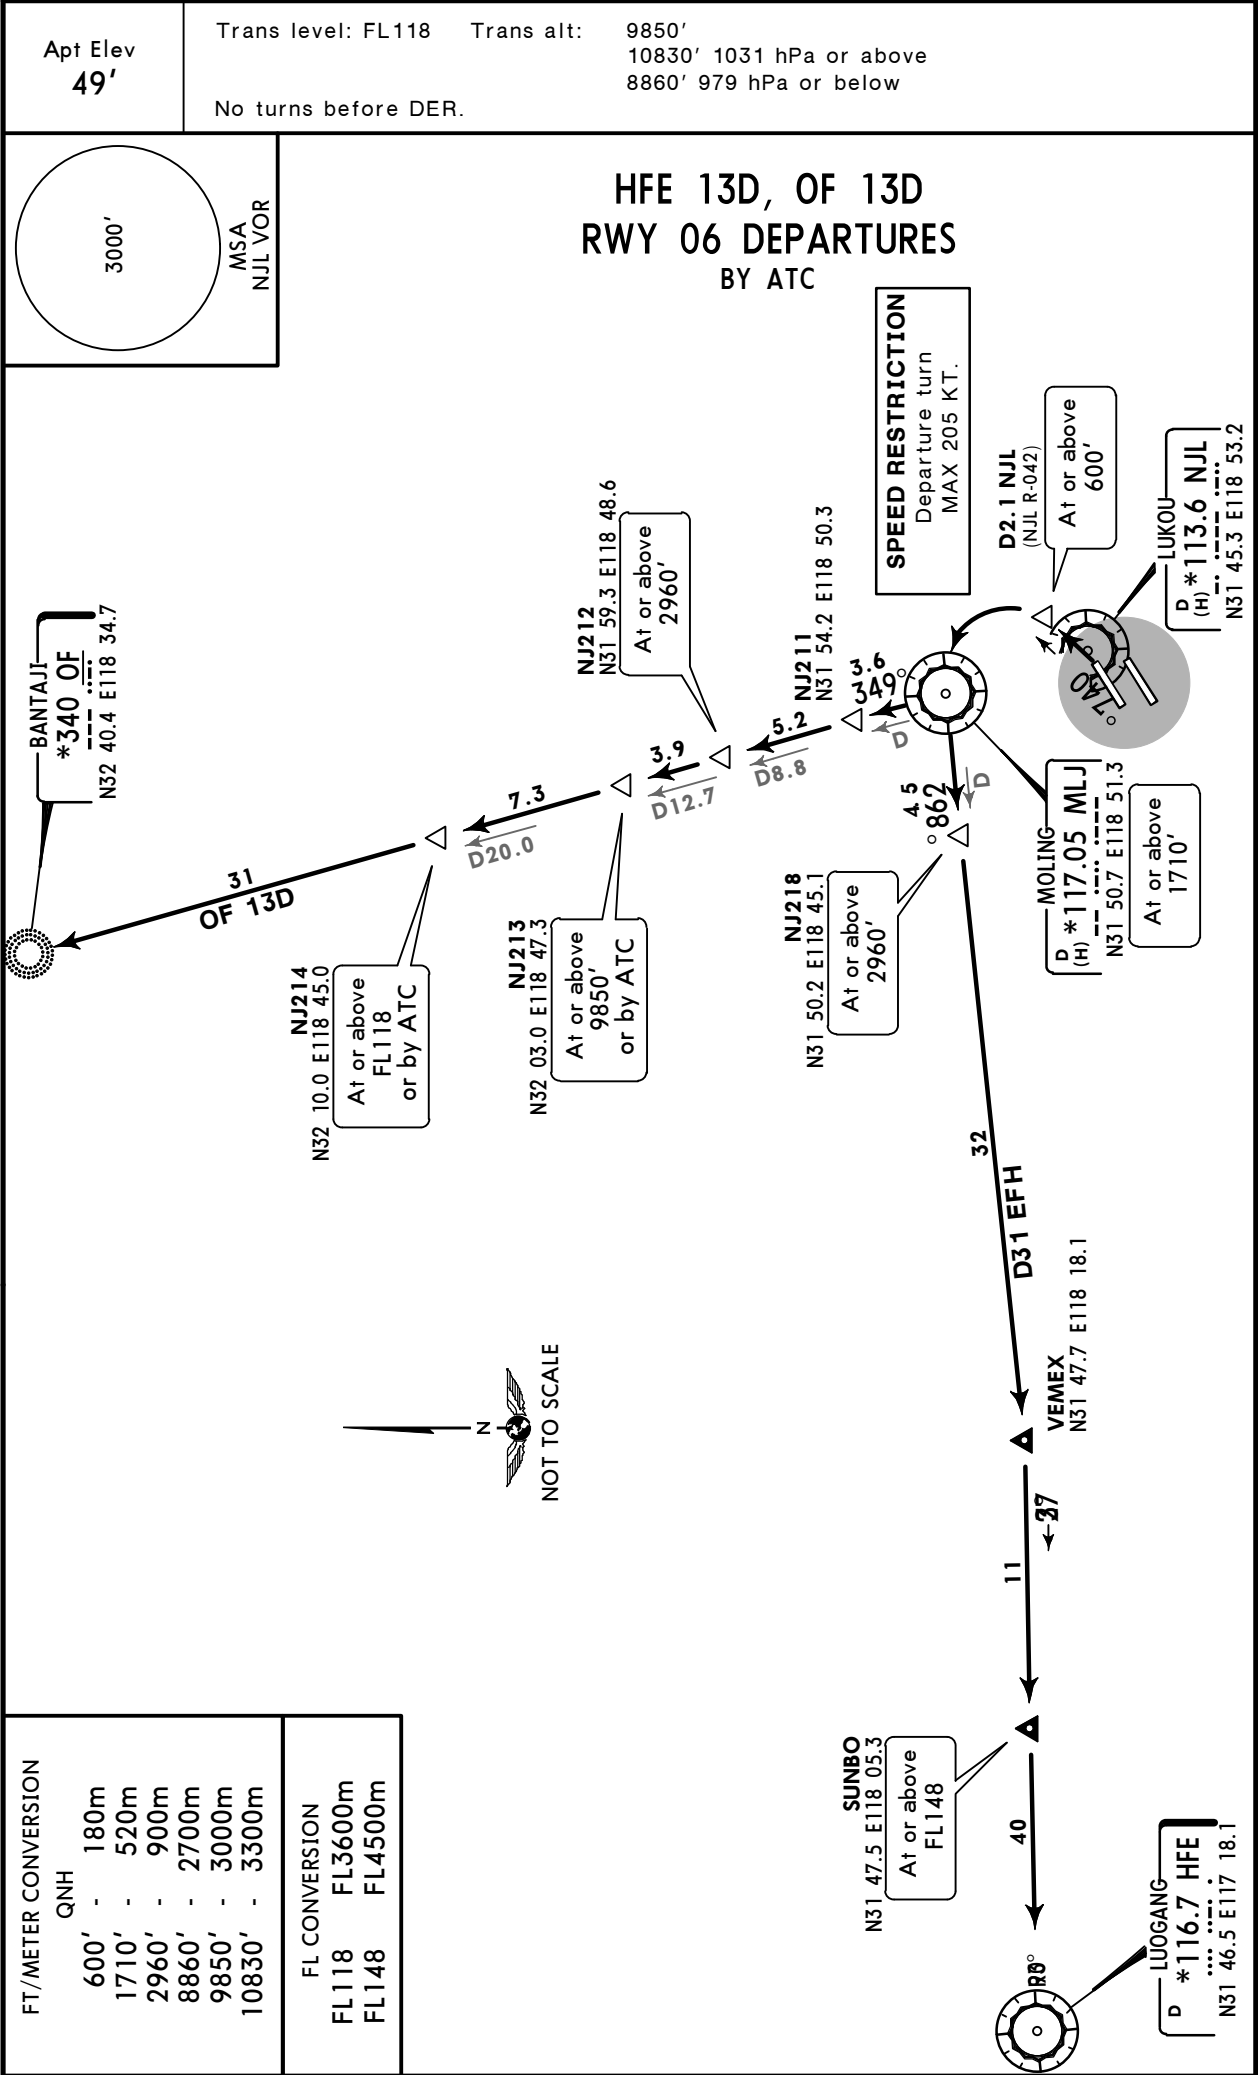 Apt Elev
49'
Trans level: FL118 Trans alt: 9850'
10830' 1031 hPa or above
8860' 979 hPa or below
No turns before DER.
3000'
MSA
NJL VOR
HFE 13D, OF 13D
RWY 06 DEPARTURES
BY ATC
SPEED RESTRICTION
Departure turn
MAX 205 KT.
D2.1 NJL
(NJL R-042)
At or above
600'
LUKOU
D
(H) *113.6 NJL
N31 45.3 E118 53.2
BANTAJI
*340 OF
N32 40.4 E118 34.7
NJ212
N31 59.3 E118 48.6
At or above
2960'
NJ211
N31 54.2 E118 50.3
3.6
349°
D
5.2
D8.8
3.9
D12.7
7.3
D20.0
31
OF 13D
4.5
862
°
D
MOLING
D
(H) *117.05 MLJ
N31 50.7 E118 51.3
At or above
1710'
NJ218
N31 50.2 E118 45.1
At or above
2960'
NJ213
N32 03.0 E118 47.3
At or above
9850'
or by ATC
NJ214
N32 10.0 E118 45.0
At or above
FL118
or by ATC
32
D31 EFH
VEMEX
N31 47.7 E118 18.1
N
NOT TO SCALE
11
SUNBO
N31 47.5 E118 05.3
At or above
FL148
40
LUOGANG
D *116.7 HFE
N31 46.5 E117 18.1
FT/METER CONVERSION
QNH
600' - 180m
1710' - 520m
2960' - 900m
8860' - 2700m
9850' - 3000m
10830' - 3300m
FL CONVERSION
FL118 FL3600m
FL148 FL4500m